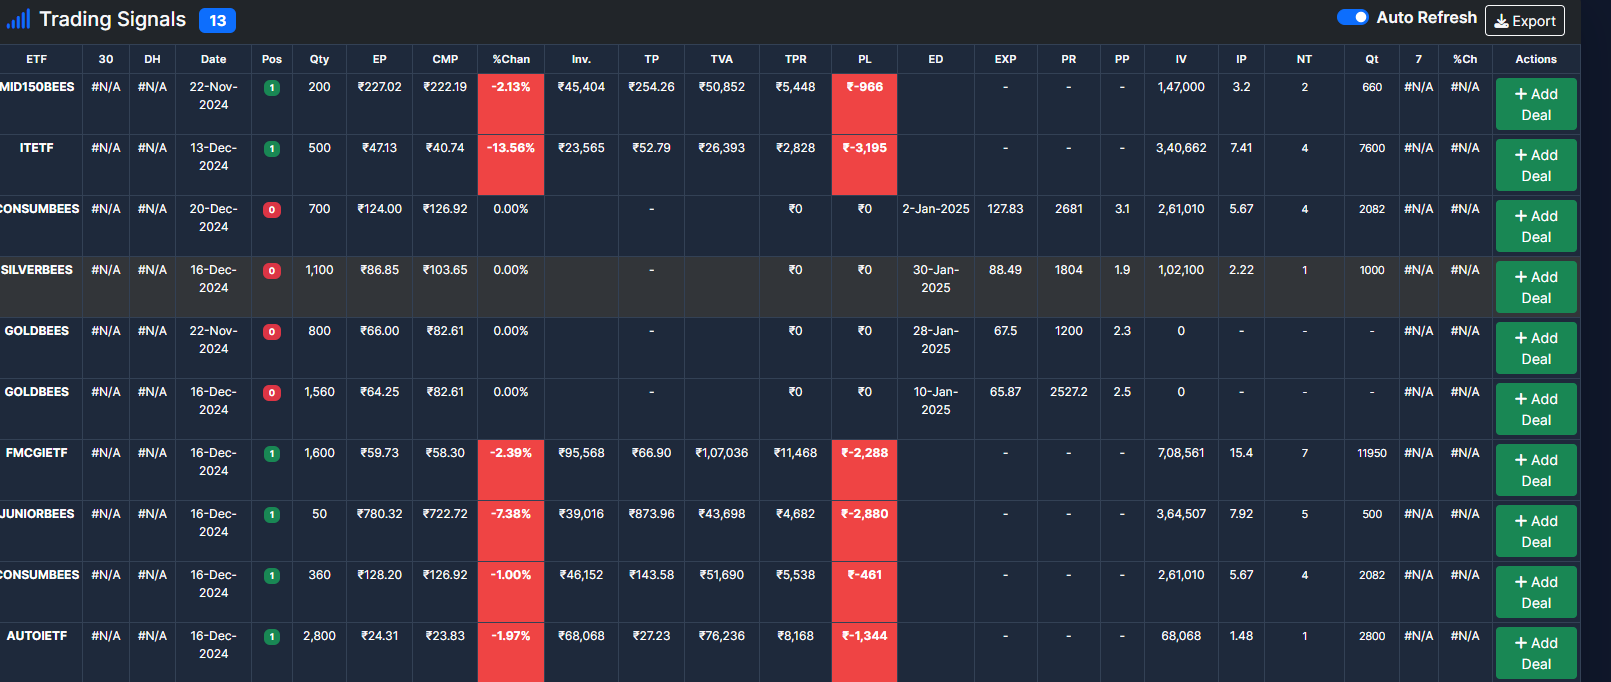 Trading Signals 13 Auto Refresh Export
ETF 30 DH Date Pos Qty EP CMP %Chan Inv. TP TVA TPR PL ED EXP PR PP IV IP NT Qt 7 %Ch Actions
MID150BEES #N/A #N/A 22-Nov-2024 1 200 ₹227.02 ₹222.19 -2.13% ₹45,404 ₹254.26 ₹50,852 ₹5,448 ₹-966 - - - 1,47,000 3.2 2 660 #N/A #N/A + Add Deal
ITETF #N/A #N/A 13-Dec-2024 1 500 ₹47.13 ₹40.74 -13.56% ₹23,565 ₹52.79 ₹26,393 ₹2,828 ₹-3,195 - - - 3,40,662 7.41 4 7600 #N/A #N/A + Add Deal
CONSUMBEES #N/A #N/A 20-Dec-2024 0 700 ₹124.00 ₹126.92 0.00% - ₹0 ₹0 2-Jan-2025 127.83 2681 3.1 2,61,010 5.67 4 2082 #N/A #N/A + Add Deal
SILVERBEES #N/A #N/A 16-Dec-2024 0 1,100 ₹86.85 ₹103.65 0.00% - ₹0 ₹0 30-Jan-2025 88.49 1804 1.9 1,02,100 2.22 1 1000 #N/A #N/A + Add Deal
GOLDBEES #N/A #N/A 22-Nov-2024 0 800 ₹66.00 ₹82.61 0.00% - ₹0 ₹0 28-Jan-2025 67.5 1200 2.3 0 - - - #N/A #N/A + Add Deal
GOLDBEES #N/A #N/A 16-Dec-2024 0 1,560 ₹64.25 ₹82.61 0.00% - ₹0 ₹0 10-Jan-2025 65.87 2527.2 2.5 0 - - - #N/A #N/A + Add Deal
FMCGIETF #N/A #N/A 16-Dec-2024 1 1,600 ₹59.73 ₹58.30 -2.39% ₹95,568 ₹66.90 ₹1,07,036 ₹11,468 ₹-2,288 - - - 7,08,561 15.4 7 11950 #N/A #N/A + Add Deal
JUNIORBEES #N/A #N/A 16-Dec-2024 1 50 ₹780.32 ₹722.72 -7.38% ₹39,016 ₹873.96 ₹43,698 ₹4,682 ₹-2,880 - - - 3,64,507 7.92 5 500 #N/A #N/A + Add Deal
CONSUMBEES #N/A #N/A 16-Dec-2024 1 360 ₹128.20 ₹126.92 -1.00% ₹46,152 ₹143.58 ₹51,690 ₹5,538 ₹-461 - - - 2,61,010 5.67 4 2082 #N/A #N/A + Add Deal
AUTOIETF #N/A #N/A 16-Dec-2024 1 2,800 ₹24.31 ₹23.83 -1.97% ₹68,068 ₹27.23 ₹76,236 ₹8,168 ₹-1,344 - - - 68,068 1.48 1 2800 #N/A #N/A + Add Deal